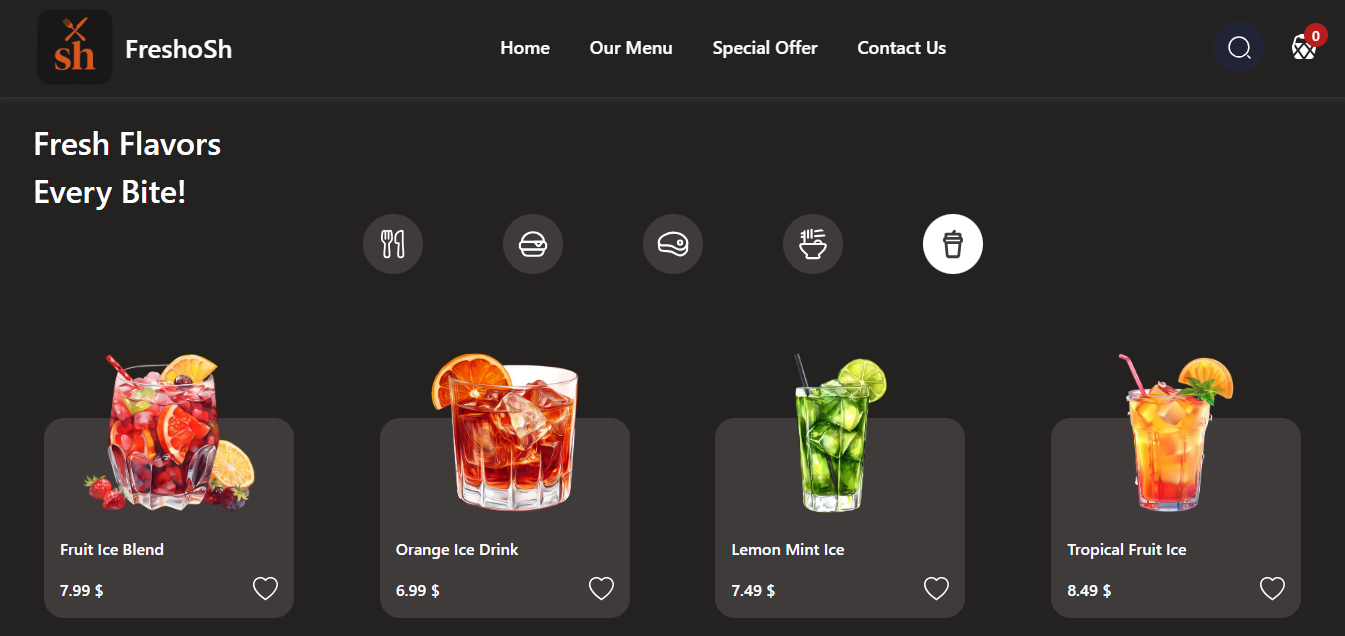 sh
FreshoSh
Home
Our Menu
Special Offer
Contact Us
0
Fresh Flavors
Every Bite!
Fruit Ice Blend
7.99 $
Orange Ice Drink
6.99 $
Lemon Mint Ice
7.49 $
Tropical Fruit Ice
8.49 $